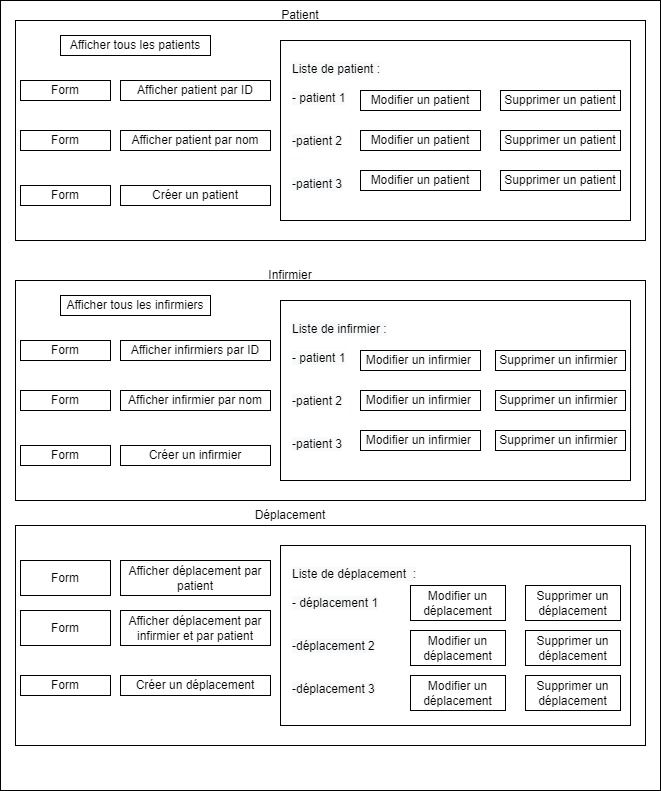 Patient
Afficher tous les patients
Form
Afficher patient par ID
Form
Afficher patient par nom
Form
Créer un patient
Liste de patient :
- patient 1
Modifier un patient
Supprimer un patient
-patient 2
Modifier un patient
Supprimer un patient
-patient 3
Modifier un patient
Supprimer un patient
Infirmier
Afficher tous les infirmiers
Form
Afficher infirmiers par ID
Form
Afficher infirmier par nom
Form
Créer un infirmier
Liste de infirmier :
- patient 1
Modifier un infirmier
Supprimer un infirmier
-patient 2
Modifier un infirmier
Supprimer un infirmier
-patient 3
Modifier un infirmier
Supprimer un infirmier
Déplacement
Form
Afficher déplacement par
patient
Form
Afficher déplacement par
infirmier et par patient
Form
Créer un déplacement
Liste de déplacement :
- déplacement 1
Modifier un
déplacement
Supprimer un
déplacement
-déplacement 2
Modifier un
déplacement
Supprimer un
déplacement
-déplacement 3
Modifier un
déplacement
Supprimer un
déplacement